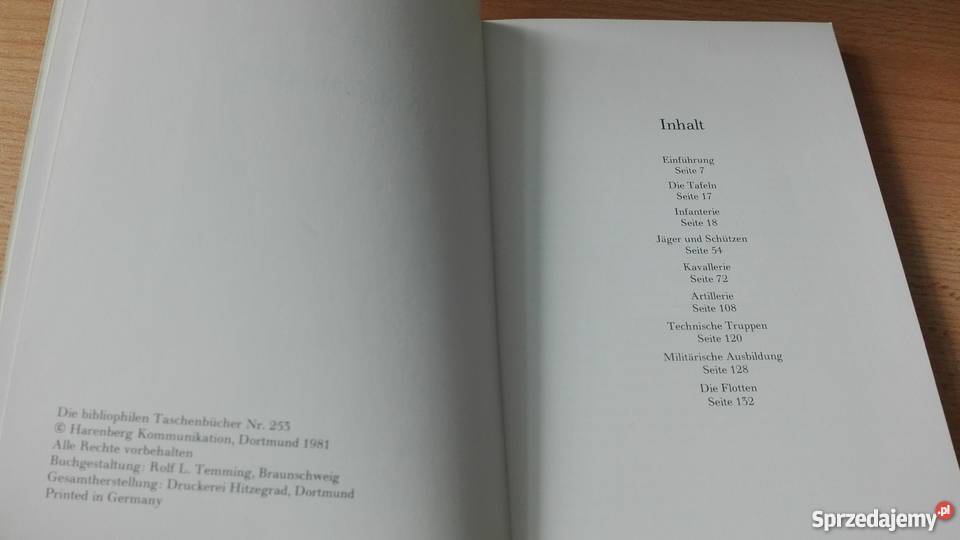 Die bibliophilen Taschenbücher Nr. 253
© Harenberg Kommunikation, Dortmund 1981
Alle Rechte vorbehalten
Buchgestaltung: Rolf L. Temming, Braunschweig
Gesamtherstellung: Druckerei Hitzegrad, Dortmund
Printed in Germany
Inhalt
Einführung
Seite 7
Die Tafeln
Seite 17
Infanterie
Seite 18
Jäger und Schützen
Seite 54
Kavallerie
Seite 72
Artillerie
Seite 108
Technische Truppen
Seite 120
Militärische Ausbildung
Seite 128
Die Flotten
Seite 132
Sprzedajemy.pl